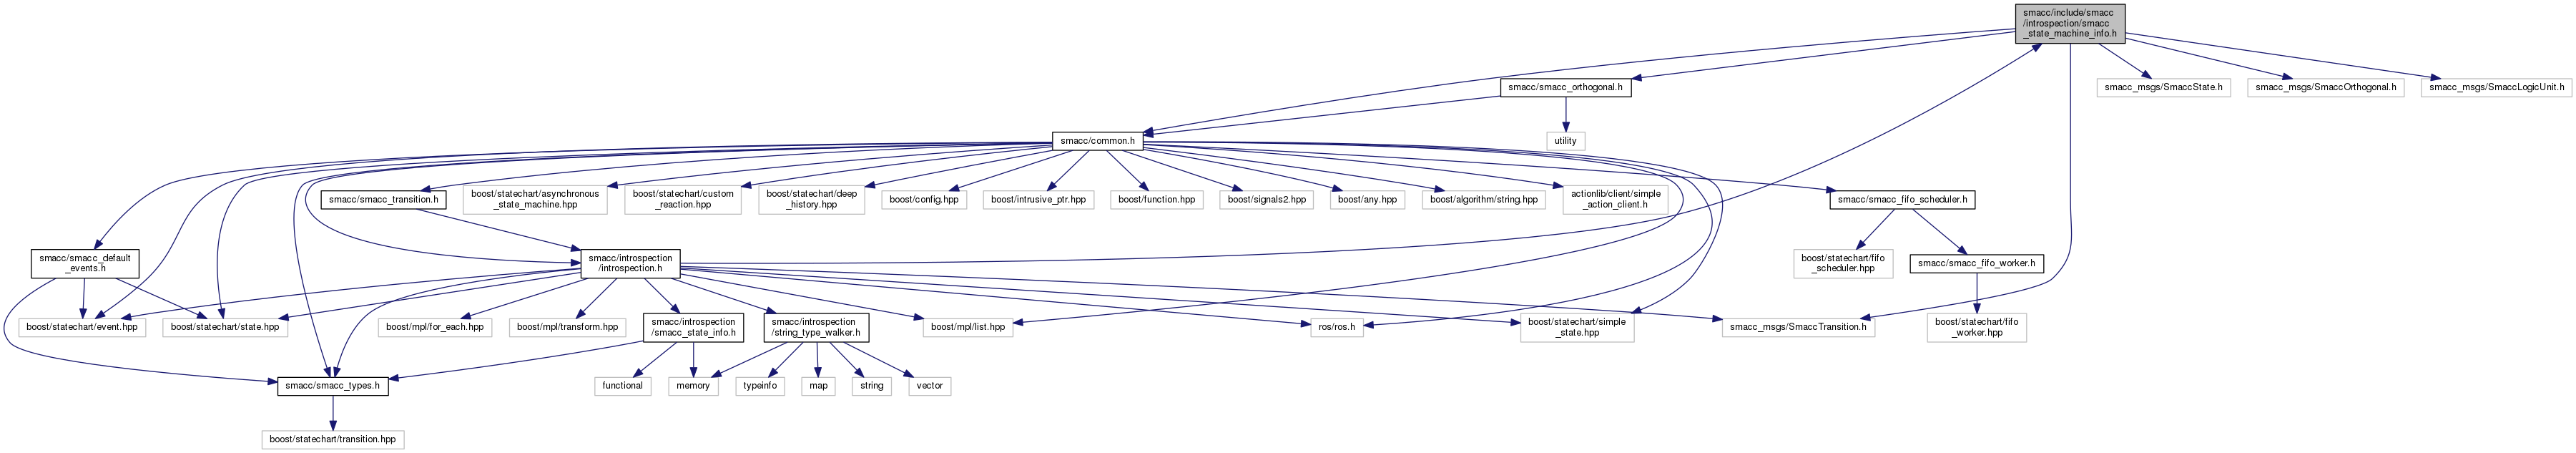 smacc/include/smacc
/introspection/smacc
_state_machine_info.h
smacc/smacc_orthogonal.h
smacc_msgs/SmaccState.h
smacc_msgs/SmaccOrthogonal.h
smacc_msgs/SmaccLogicUnit.h
smacc/common.h
utility
smacc/smacc_transition.h
boost/statechart/asynchronous
_state_machine.hpp
boost/statechart/custom
_reaction.hpp
boost/statechart/deep
_history.hpp
boost/config.hpp
boost/intrusive_ptr.hpp
boost/function.hpp
boost/signals2.hpp
boost/any.hpp
boost/algorithm/string.hpp
actionlib/client/simple
_action_client.h
smacc/smacc_fifo_scheduler.h
smacc/smacc_default
_events.h
smacc/introspection
/introspection.h
boost/statechart/fifo
_scheduler.hpp
smacc/smacc_fifo_worker.h
boost/statechart/event.hpp
boost/statechart/state.hpp
boost/mpl/for_each.hpp
boost/mpl/transform.hpp
smacc/introspection
/smacc_state_info.h
smacc/introspection
/string_type_walker.h
boost/mpl/list.hpp
ros/ros.h
boost/statechart/simple
_state.hpp
smacc_msgs/SmaccTransition.h
boost/statechart/fifo
_worker.hpp
smacc/smacc_types.h
functional
memory
typeinfo
map
string
vector
boost/statechart/transition.hpp